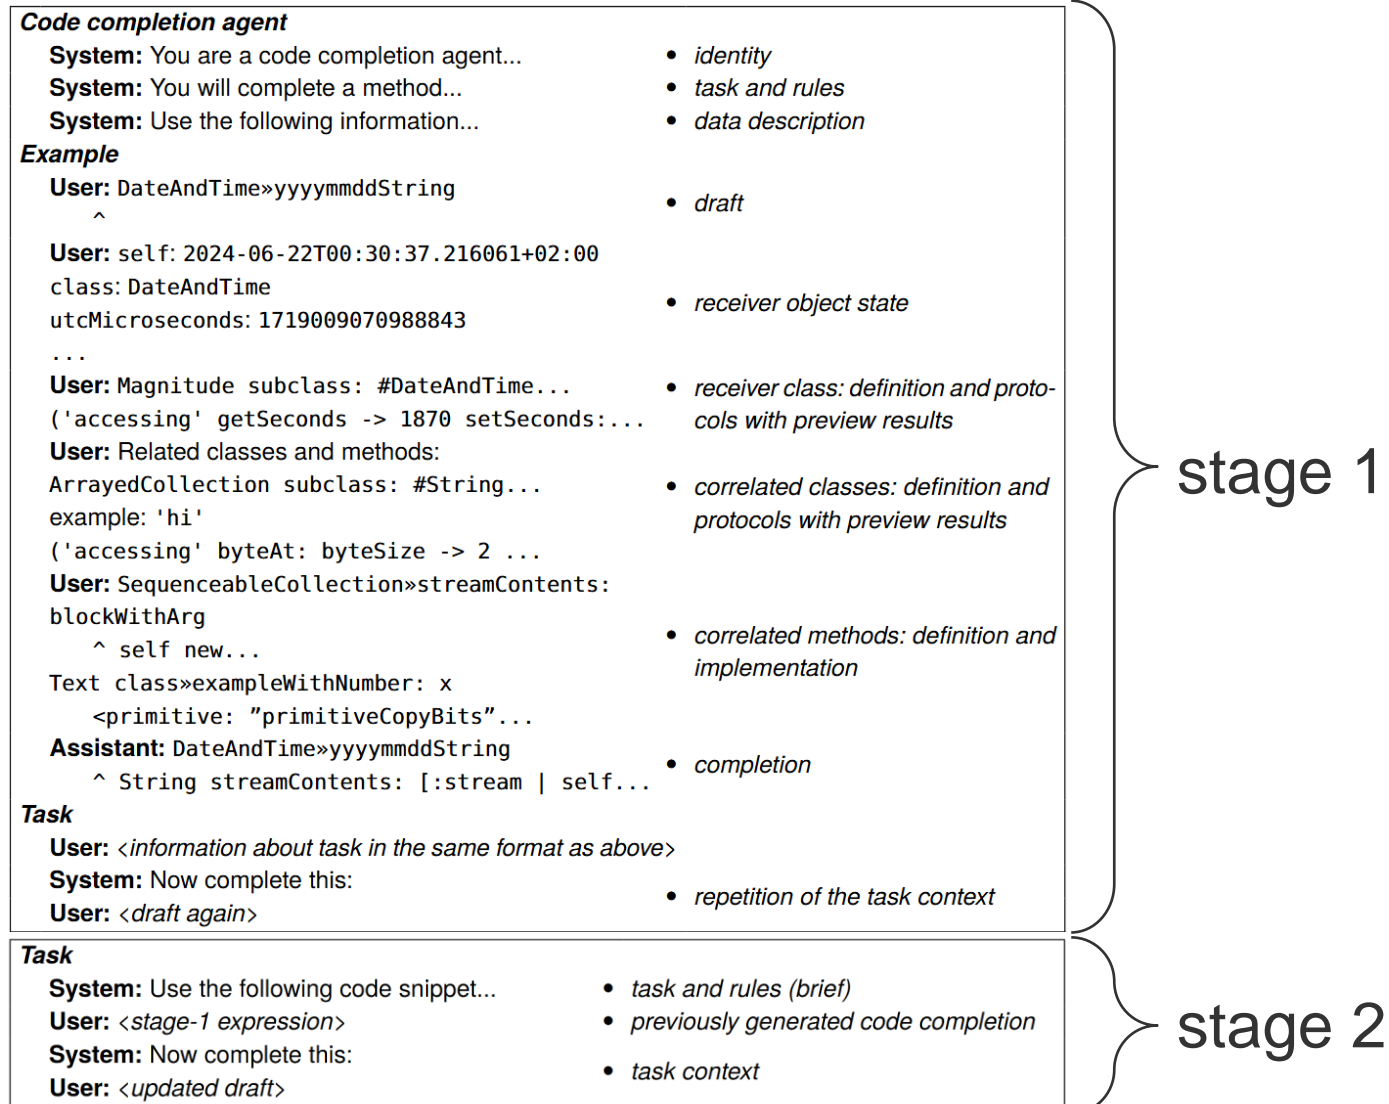 Code completion agent
System: You are a code completion agent... • identity
System: You will complete a method... • task and rules
System: Use the following information... • data description
Example
User: DateAndTime»yyyymmddString
^
• draft
User: self: 2024-06-22T00:30:37.216061+02:00
class: DateAndTime
utcMicroseconds: 1719009070988843
...
• receiver object state
User: Magnitude subclass: #DateAndTime...
('accessing' getSeconds -> 1870 setSeconds:...
• receiver class: definition and proto-
cols with preview results
User: Related classes and methods:
ArrayedCollection subclass: #String...
example: 'hi'
('accessing' byteAt: byteSize -> 2 ...
• correlated classes: definition and
protocols with preview results
User: SequenceableCollection»streamContents:
blockWithArg
^ self new...
Text class»exampleWithNumber: x
<primitive: ”primitiveCopyBits”...
• correlated methods: definition and
implementation
Assistant: DateAndTime»yyyymmddString
^ String streamContents: [:stream | self...
• completion
Task
User: <information about task in the same format as above>
System: Now complete this:
User: <draft again>
• repetition of the task context
stage 1
Task
System: Use the following code snippet... • task and rules (brief)
User: <stage-1 expression> • previously generated code completion
System: Now complete this:
User: <updated draft>
• task context
stage 2